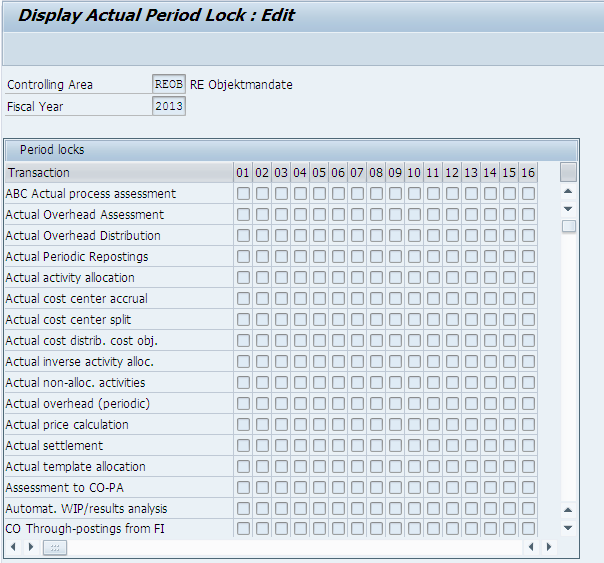 Display Actual Period Lock : Edit
Controlling Area REOB RE Objektmandate
Fiscal Year 2013
Period locks
Transaction 01 02 03 04 05 06 07 08 09 10 11 12 13 14 15 16
ABC Actual process assessment
Actual Overhead Assessment
Actual Overhead Distribution
Actual Periodic Repostings
Actual activity allocation
Actual cost center accrual
Actual cost center split
Actual cost distrib. cost obj.
Actual inverse activity alloc.
Actual non-alloc. activities
Actual overhead (periodic)
Actual price calculation
Actual settlement
Actual template allocation
Assessment to CO-PA
Automat. WIP/results analysis
CO Through-postings from FI